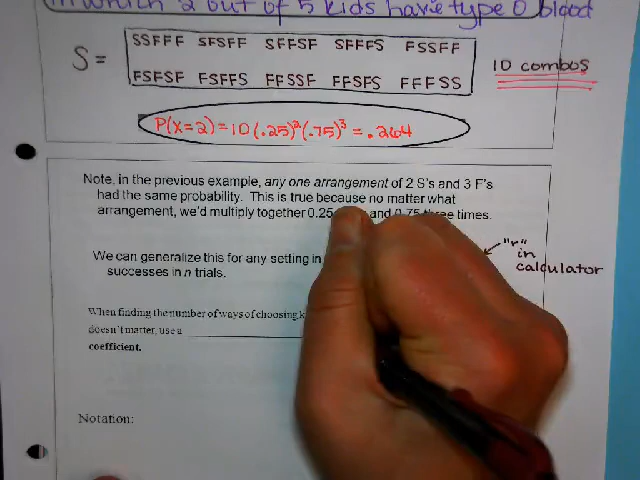 in which 2 out of 5 kids have type O blood
S =
SSFFF SFSFF SFFSF SFFFS FSSFF
FSFSF FSFFS FFSSF FFSFS FFFSS
10 combos
P(X=2) = 10 (.25)² (.75)³ = .264
Note, in the previous example, any one arrangement of 2 S's and 3 F's
had the same probability. This is true because no matter what
arrangement, we'd multiply together 0.25 and 0.75 three times.
"r"
in
calculator
We can generalize this for any setting in
successes in n trials.
When finding the number of ways of choosing k
doesn't matter, use a
coefficient.
Notation: